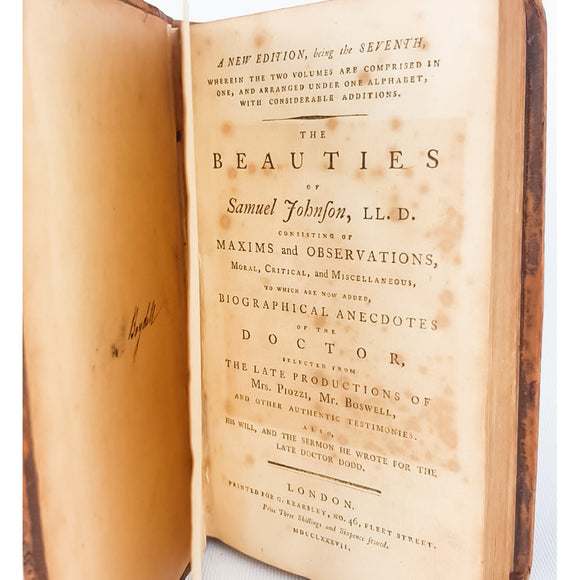 A NEW EDITION, being the SEVENTH,
WHEREIN THE TWO VOLUMES ARE COMPRISED IN
ONE, AND ARRANGED UNDER ONE ALPHABET,
WITH CONSIDERABLE ADDITIONS.
THE
BEAUTIES
OF
Samuel Johnſon, LL. D.
CONSISTING OF
MAXIMS and OBSERVATIONS,
MORAL, CRITICAL, and MISCELLANEOUS,
TO WHICH ARE NOW ADDED,
BIOGRAPHICAL ANECDOTES
OF THE
DOCTOR,
SELECTED FROM
THE LATE PRODUCTIONS OF
MRS. PIOZZI, MR. BOSWELL,
AND OTHER AUTHENTIC TESTIMONIES.
ALSO,
HIS WILL, AND THE SERMON HE WROTE FOR THE
LATE DOCTOR DODD.
LONDON.
PRINTED FOR G. KEARSLEY, NO. 46, FLEET STREET.
Price Three Shillings and Sixpence ſewed.
MDCCLXXXVII.